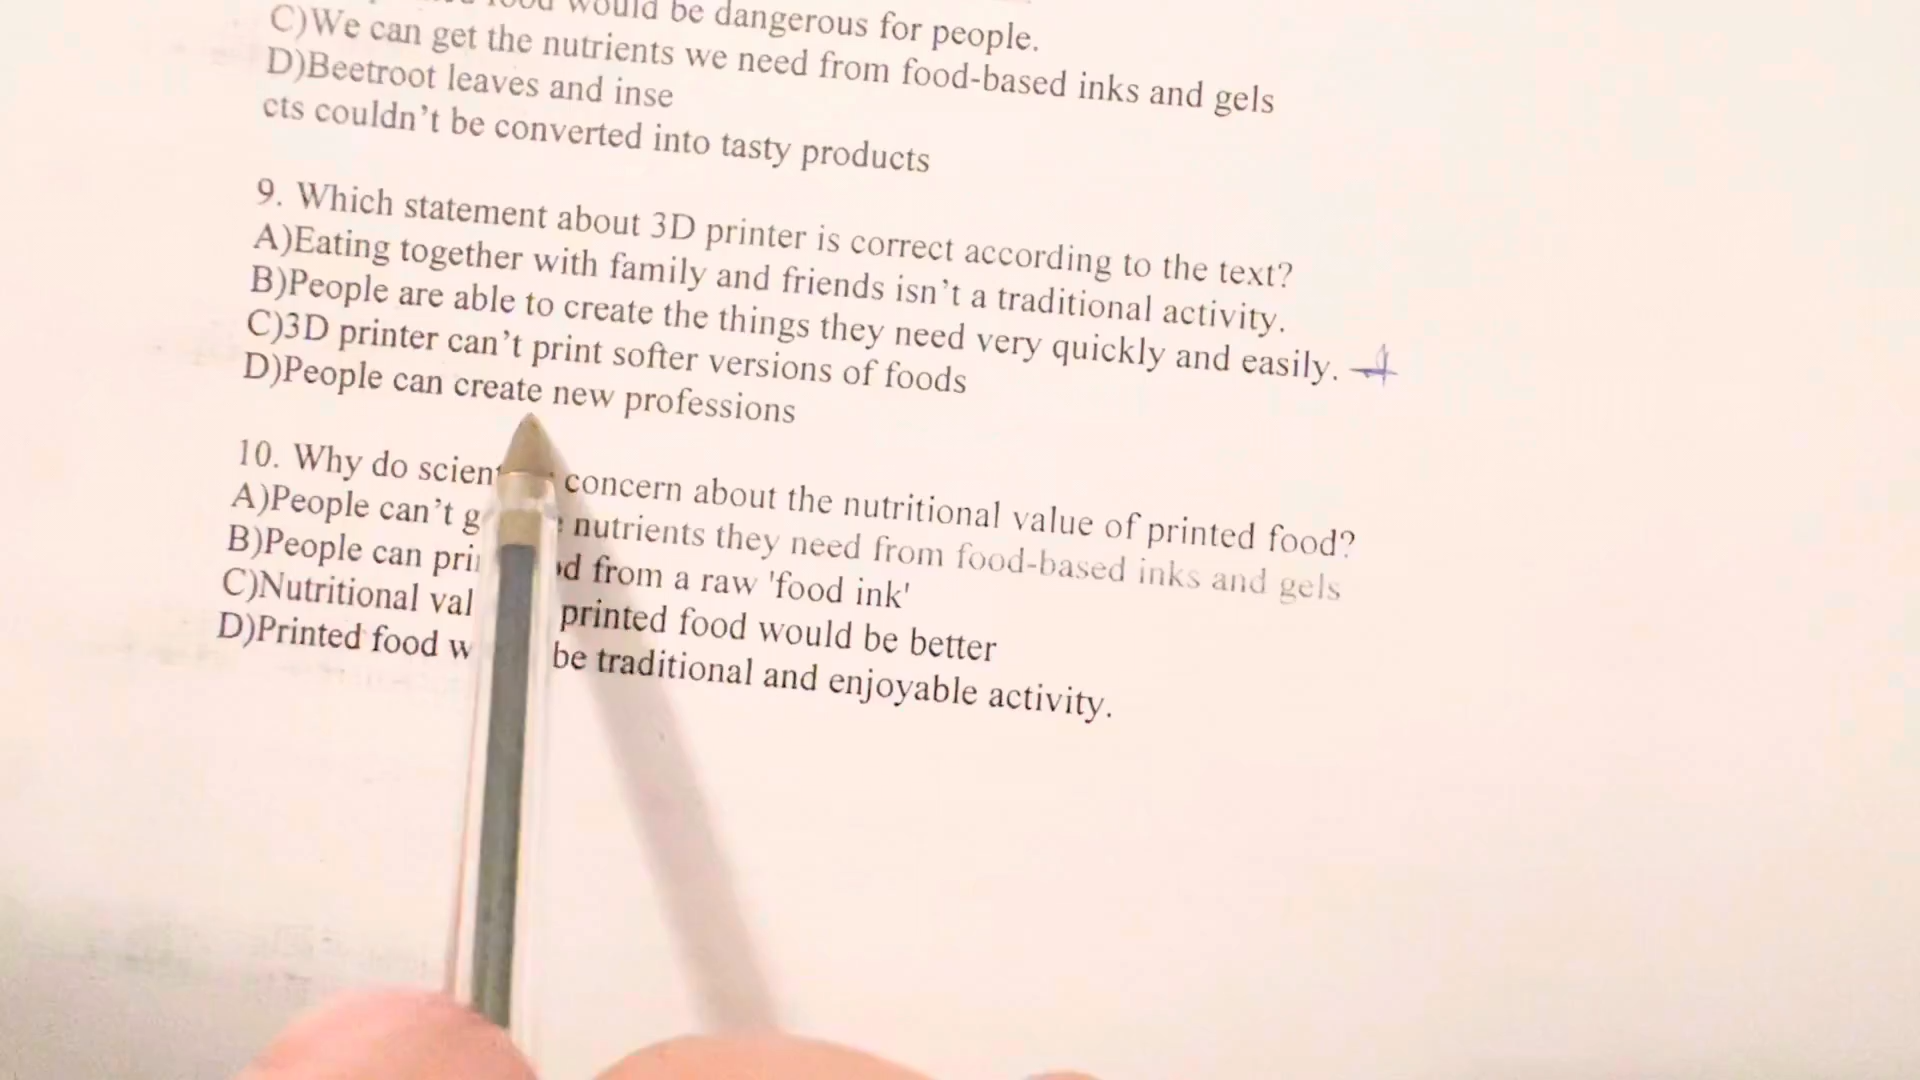 food would be dangerous for people.
C)We can get the nutrients we need from food-based inks and gels
D)Beetroot leaves and inse
cts couldn't be converted into tasty products
9. Which statement about 3D printer is correct according to the text?
A)Eating together with family and friends isn't a traditional activity.
B)People are able to create the things they need very quickly and easily.
C)3D printer can't print softer versions of foods
D)People can create new professions
10. Why do concern about the nutritional value of printed food?
A)People can't nutrients they need from food-based inks and gels
B)People can from a raw 'food ink'
C)Nutritional printed food would be better
D)Printed food be traditional and enjoyable activity.